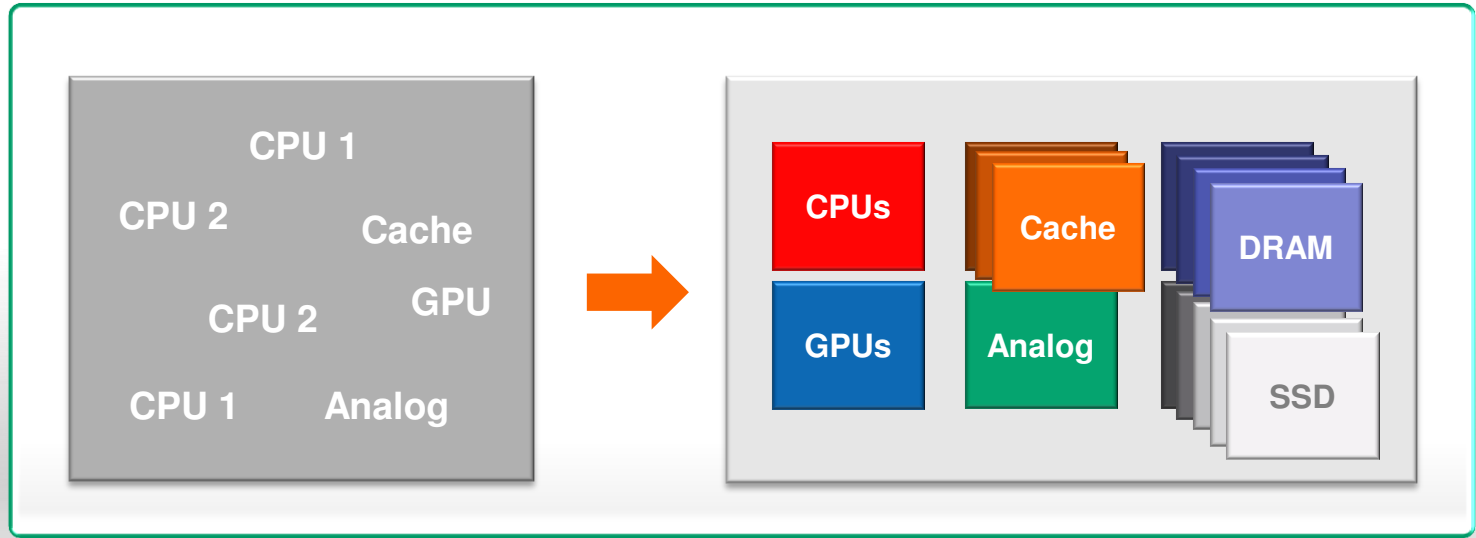 CPU 1
CPU 2
Cache
GPU
CPU 2
CPU 1
Analog
CPUs
Cache
DRAM
GPUs
Analog
SSD